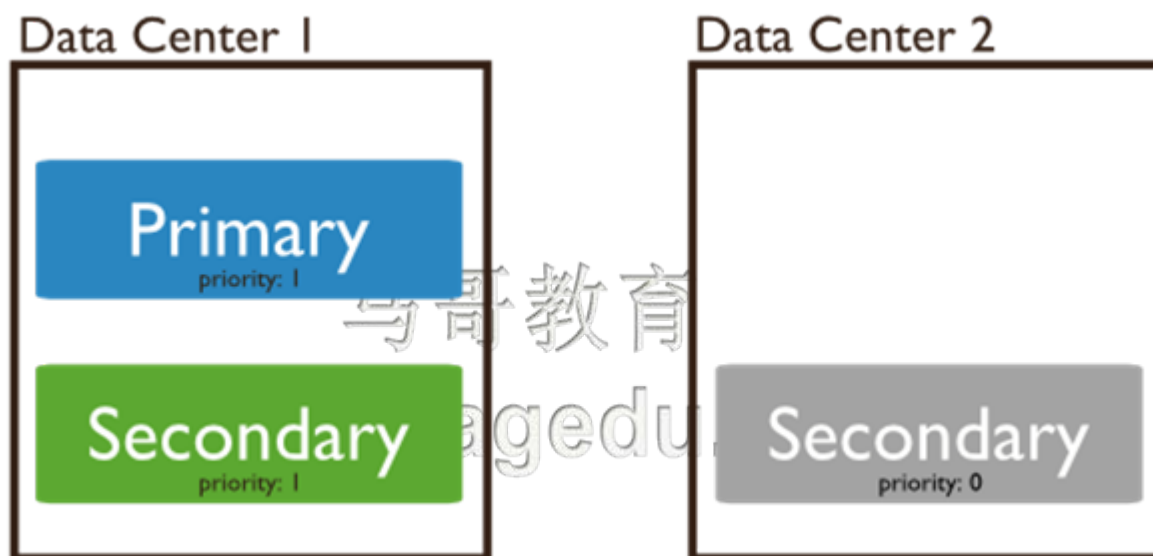 Data Center 1
Data Center 2
Primary
priority: 1
马哥教育
Secondary
priority: 1
agedu.
Secondary
priority: 0